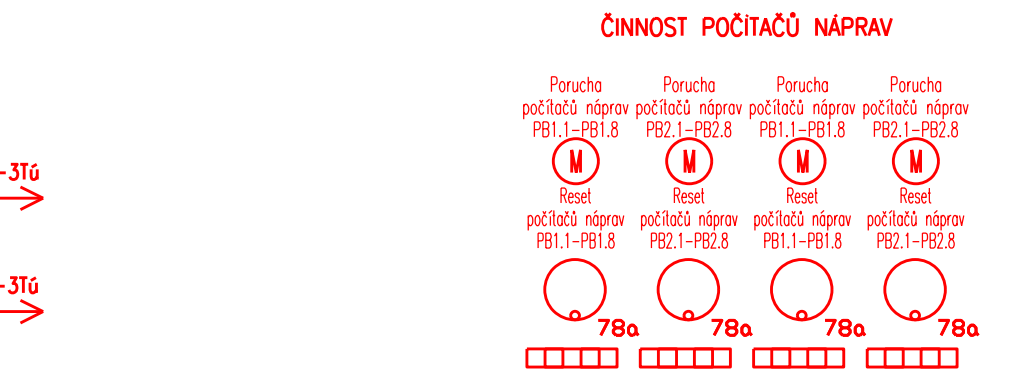 ČINNOST POČÍTAČŮ NÁPRAV
Porucha Porucha Porucha Porucha
počítačů náprav počítačů náprav počítačů náprav počítačů náprav
PB1.1-PB1.8 PB2.1-PB2.8 PB1.1-PB1.8 PB2.1-PB2.8
M M M M
-3Tú
Reset Reset Reset Reset
počítačů náprav počítačů náprav počítačů náprav počítačů náprav
PB1.1-PB1.8 PB2.1-PB2.8 PB1.1-PB1.8 PB2.1-PB2.8
-3Tú
78a 78a 78a 78a